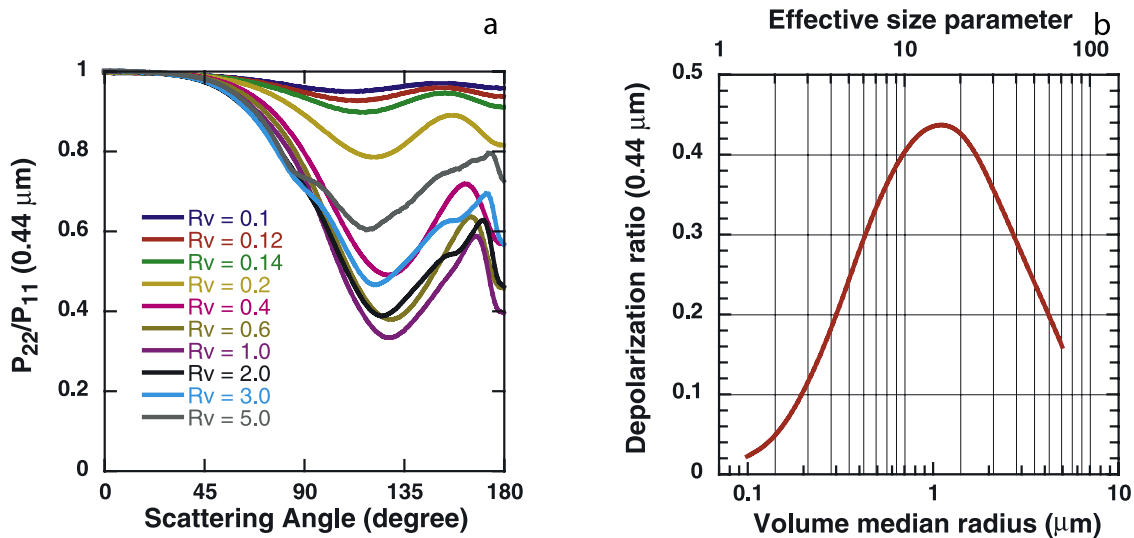 a
P22/P11 (0.44 μm)
1
0.8
0.6
0.4
0.2
0
Rv = 0.1
Rv = 0.12
Rv = 0.14
Rv = 0.2
Rv = 0.4
Rv = 0.6
Rv = 1.0
Rv = 2.0
Rv = 3.0
Rv = 5.0
0 45 90 135 180
Scattering Angle (degree)
Effective size parameter
b
1 10 100
Depolarization ratio (0.44 μm)
0.5
0.4
0.3
0.2
0.1
0
0.1 1 10
Volume median radius (μm)